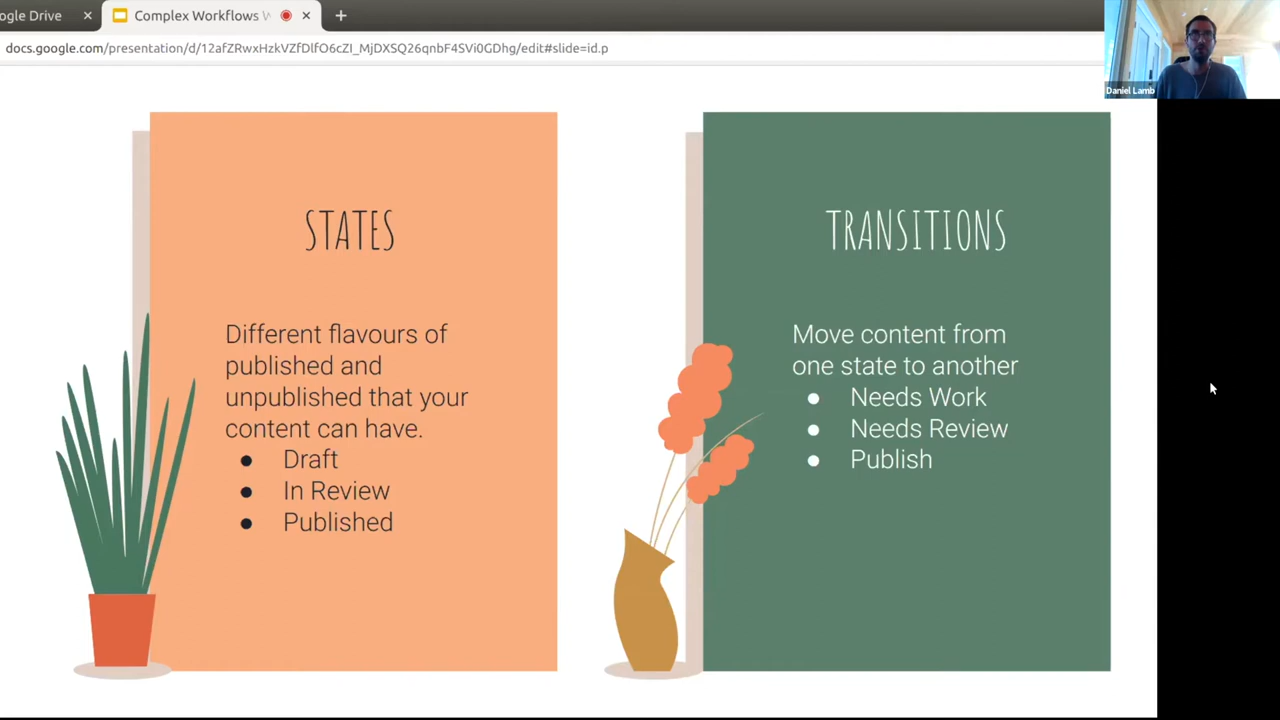 ogle Drive
Complex Workflows
docs.google.com/presentation/d/12afZRwxHzkVZfDlfO6cZI_MjDXSQ26qnbF4SVi0GDhg/edit#slide=id.p
Daniel Lamb
STATES
Different flavours of
published and
unpublished that your
content can have.
● Draft
● In Review
● Published
TRANSITIONS
Move content from
one state to another
● Needs Work
● Needs Review
● Publish